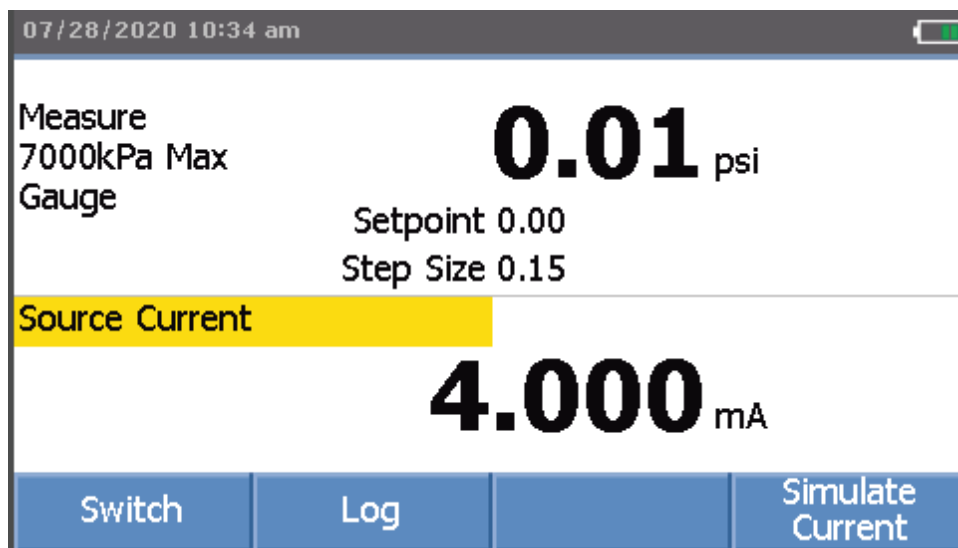 07/28/2020 10:34 am
Measure
7000kPa Max
Gauge
0.01 psi
Setpoint 0.00
Step Size 0.15
Source Current
4.000 mA
Switch
Log
Simulate
Current